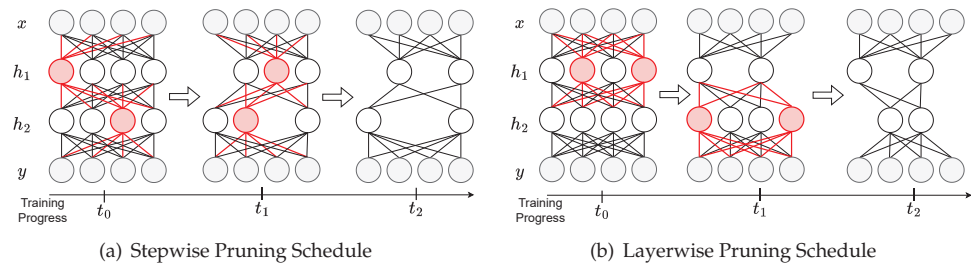 x
h₁
h₂
y
Training
Progress
t₀
t₁
t₂
(a) Stepwise Pruning Schedule
x
h₁
h₂
y
Training
Progress
t₀
t₁
t₂
(b) Layerwise Pruning Schedule